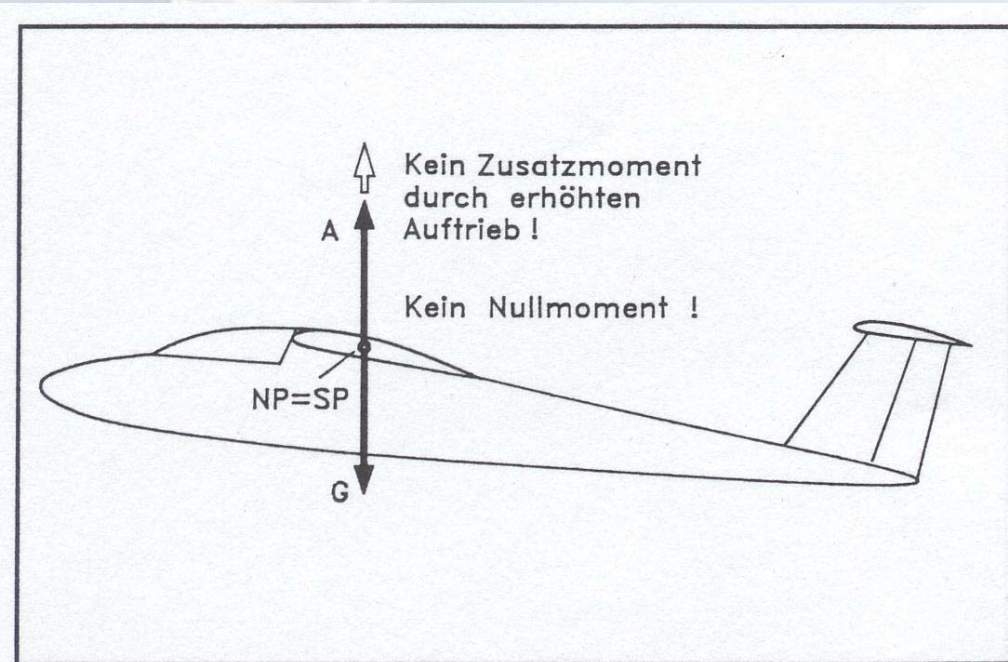 Kein Zusatzmoment
durch erhöhten
Auftrieb !
A
Kein Nullmoment !
NP=SP
G